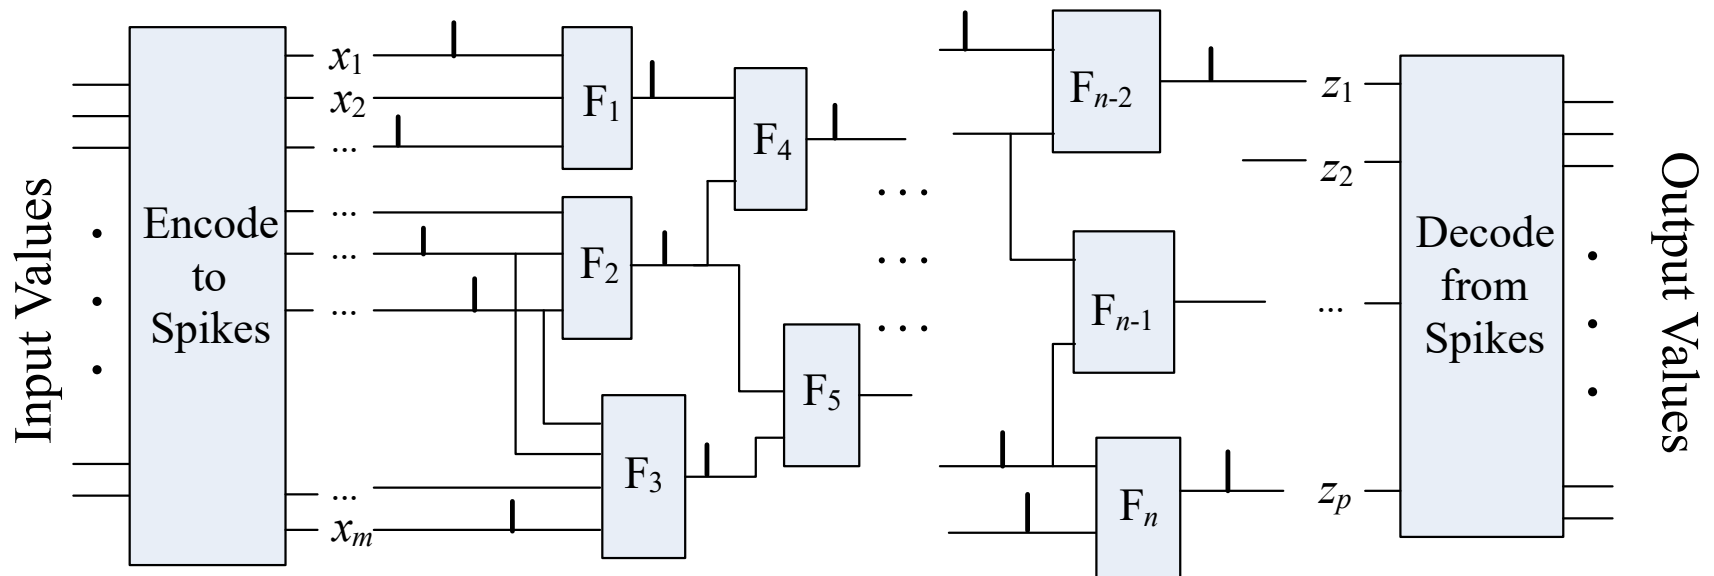 Input Values
Encode
to
Spikes
x1
x2
...
...
...
...
...
xm
F1
F2
F3
F4
F5
. . .
. . .
. . .
Fn-2
Fn-1
Fn
z1
z2
...
zp
Decode
from
Spikes
Output Values